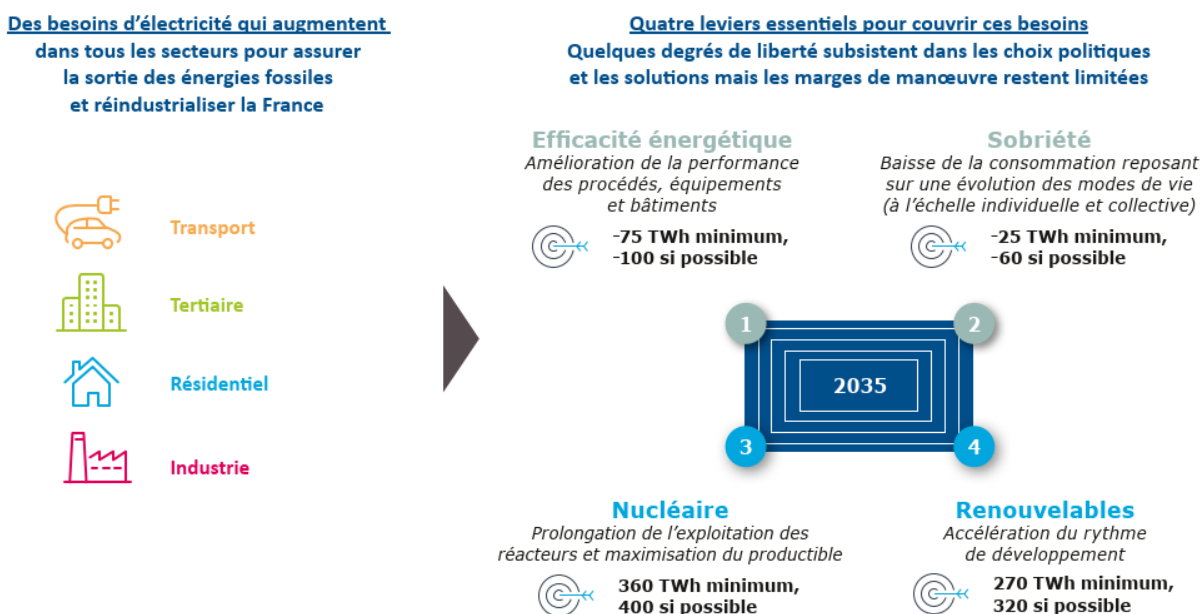 Des besoins d’électricité qui augmentent
dans tous les secteurs pour assurer
la sortie des énergies fossiles
et réindustrialiser la France
Transport
Tertiaire
Résidentiel
Industrie
Quatre leviers essentiels pour couvrir ces besoins
Quelques degrés de liberté subsistent dans les choix politiques
et les solutions mais les marges de manœuvre restent limitées
Efficacité énergétique
Amélioration de la performance
des procédés, équipements
et bâtiments
-75 TWh minimum,
-100 si possible
Sobriété
Baisse de la consommation reposant
sur une évolution des modes de vie
(à l’échelle individuelle et collective)
-25 TWh minimum,
-60 si possible
1
2
2035
3
4
Nucléaire
Prolongation de l’exploitation des
réacteurs et maximisation du productible
360 TWh minimum,
400 si possible
Renouvelables
Accélération du rythme
de développement
270 TWh minimum,
320 si possible